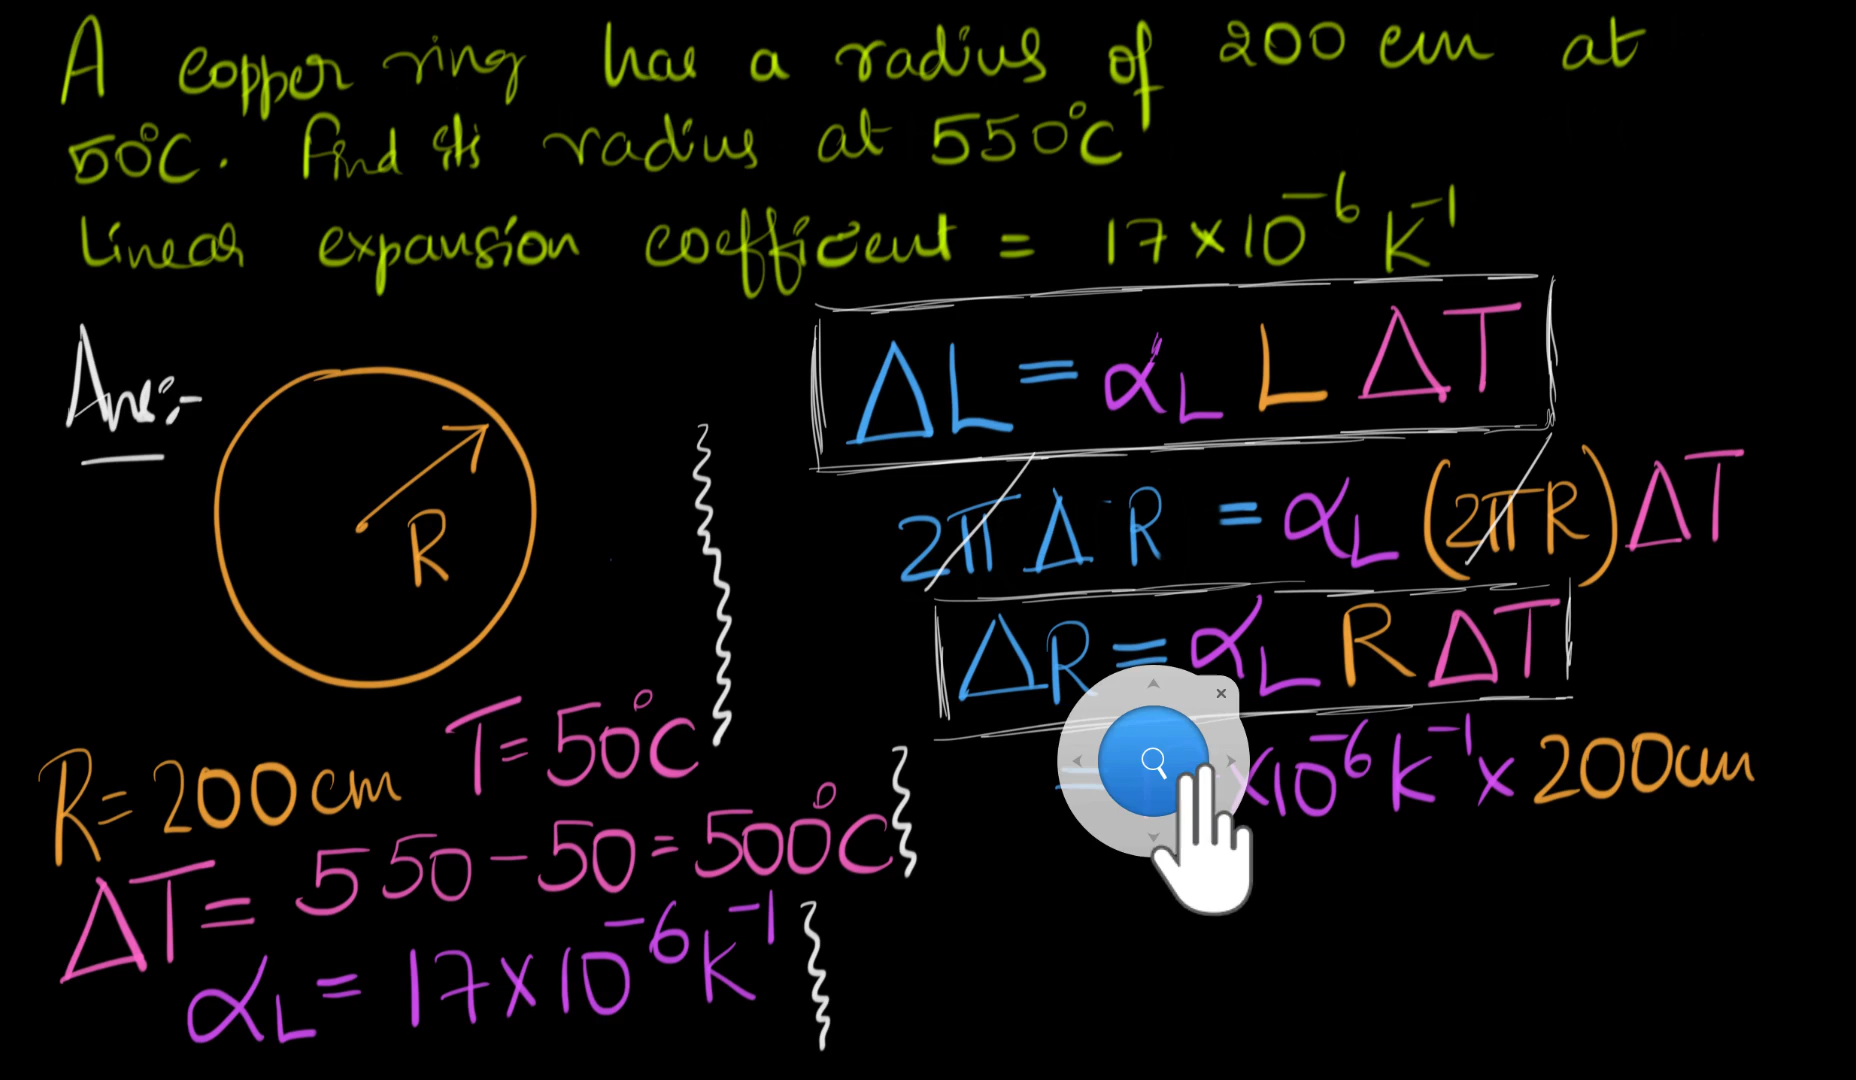 A copper ring has a radius of 200 cm at
50°C. Find its radius at 550°C
Linear expansion coefficient = 17×10⁻⁶ K⁻¹
Ans:-
ΔL = α_L L ΔT
2π Δ R = α_L (2πR) ΔT
ΔR = α_L R ΔT
= ×10⁻⁶ K⁻¹ × 200cm
R
R = 200 cm T = 50°C
ΔT = 550 - 50 = 500°C
α_L = 17×10⁻⁶ K⁻¹